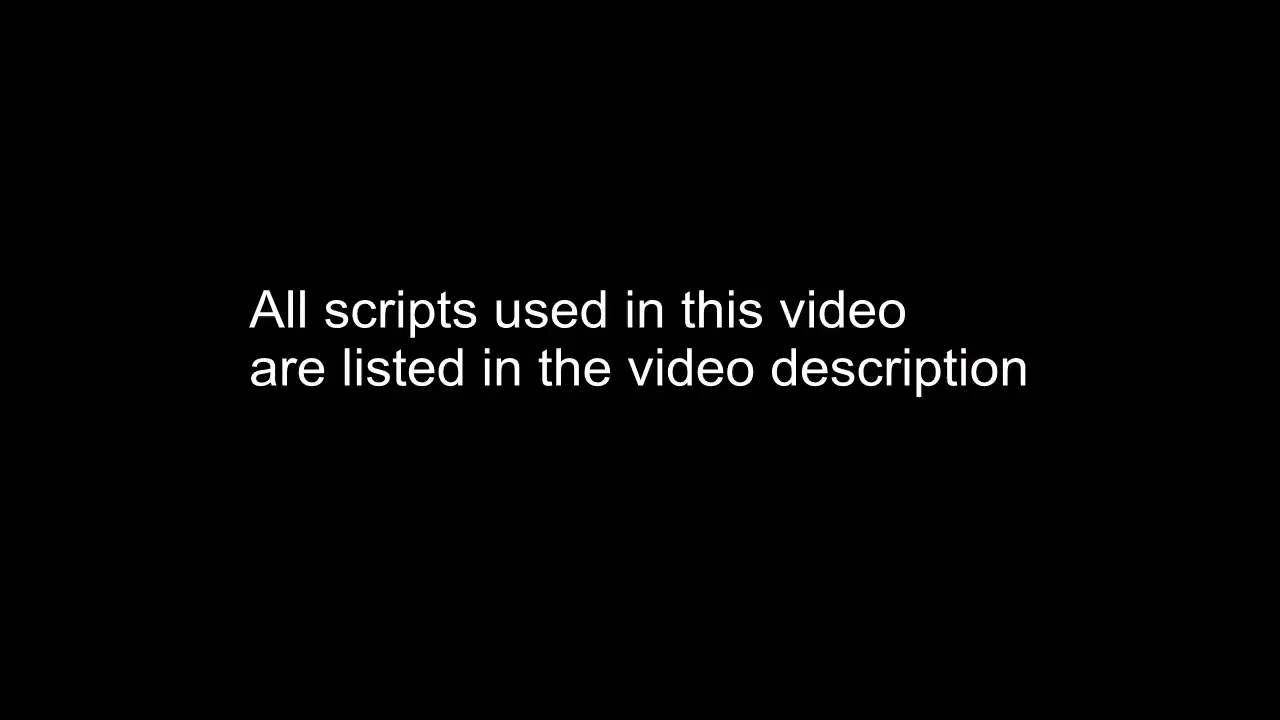 All scripts used in this video
are listed in the video description